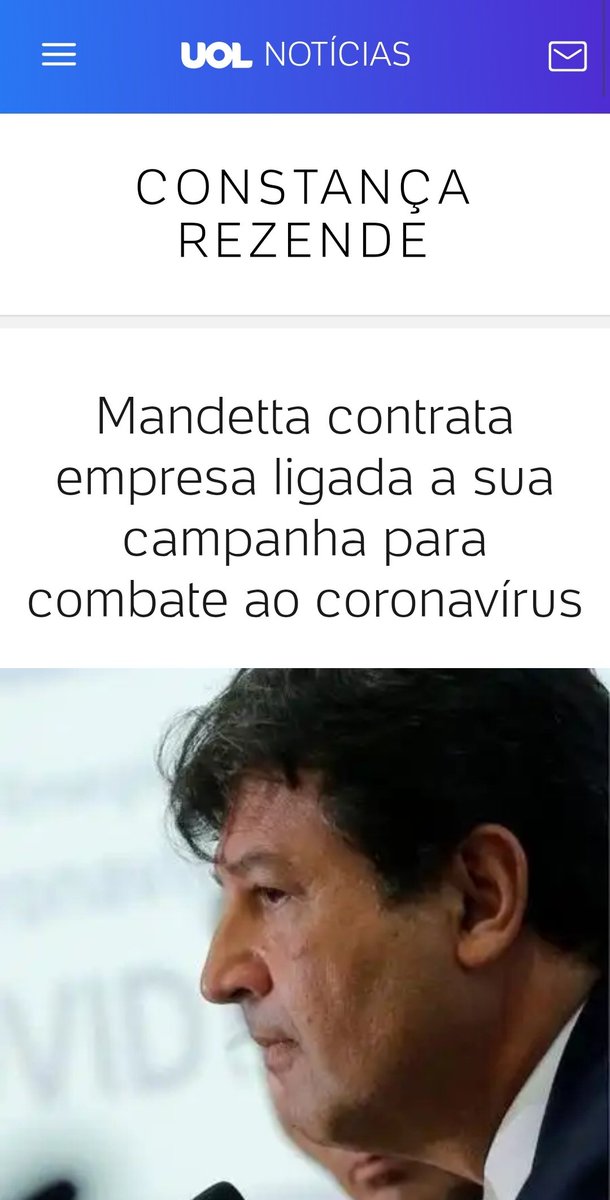 UOL NOTÍCIAS
CONSTANÇA
REZENDE
Mandetta contrata
empresa ligada a sua
campanha para
combate ao coronavírus
VID